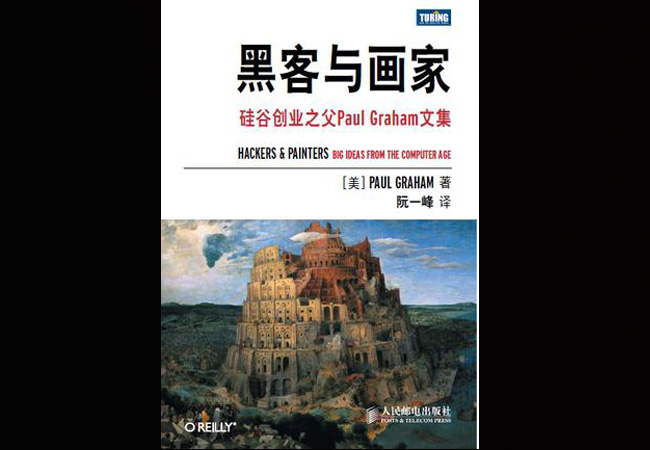 TURING
黑客与画家
硅谷创业之父Paul Graham文集
HACKERS & PAINTERS BIG IDEAS FROM THE COMPUTER AGE
[美] PAUL GRAHAM 著
阮一峰 译
O'REILLY®
人民邮电出版社
POSTS & TELECOM PRESS